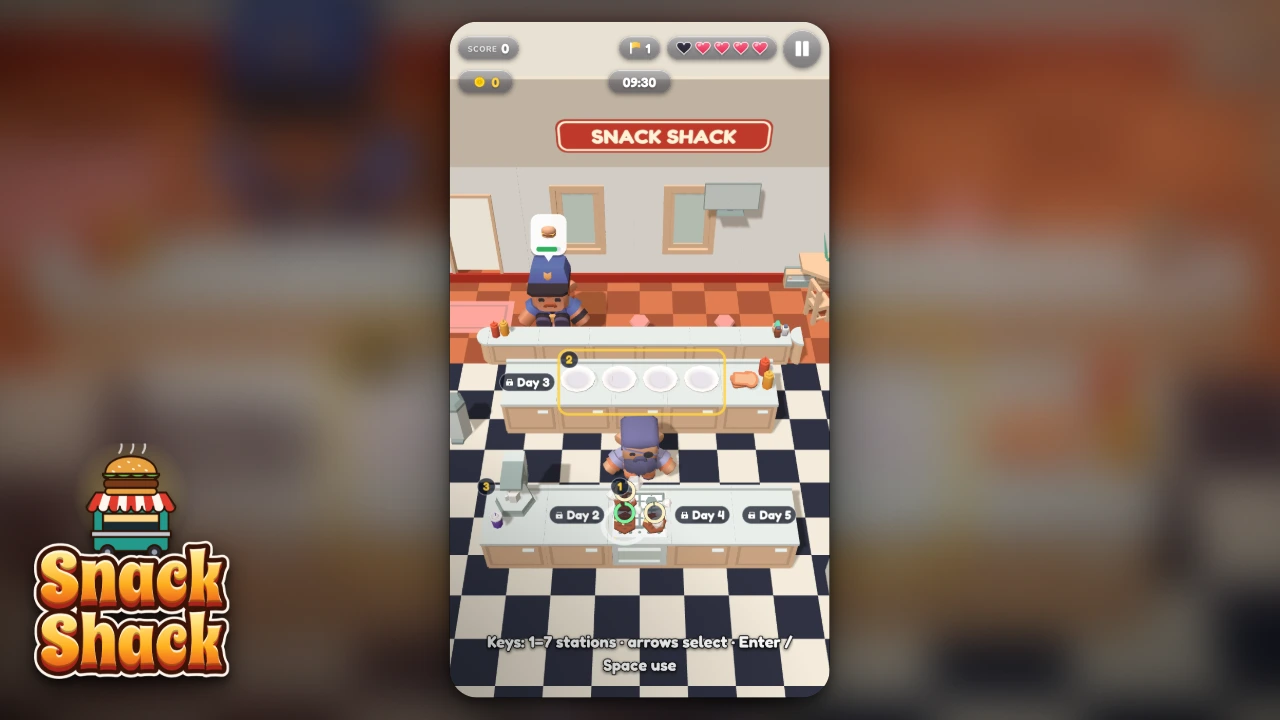 SCORE 0
1
0
09:30
SNACK SHACK
2
Day 3
3
1
Day 2
Day 4
Day 5
Keys: 1–7 stations · arrows select · Enter /
Space use
Snack
Shack